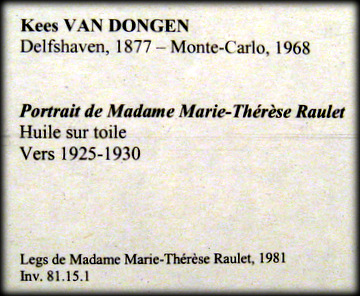 Kees VAN DONGEN
Delfshaven, 1877 – Monte-Carlo, 1968
Portrait de Madame Marie-Thérèse Raulet
Huile sur toile
Vers 1925-1930
Legs de Madame Marie-Thérèse Raulet, 1981
Inv. 81.15.1